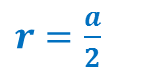 r = a/2